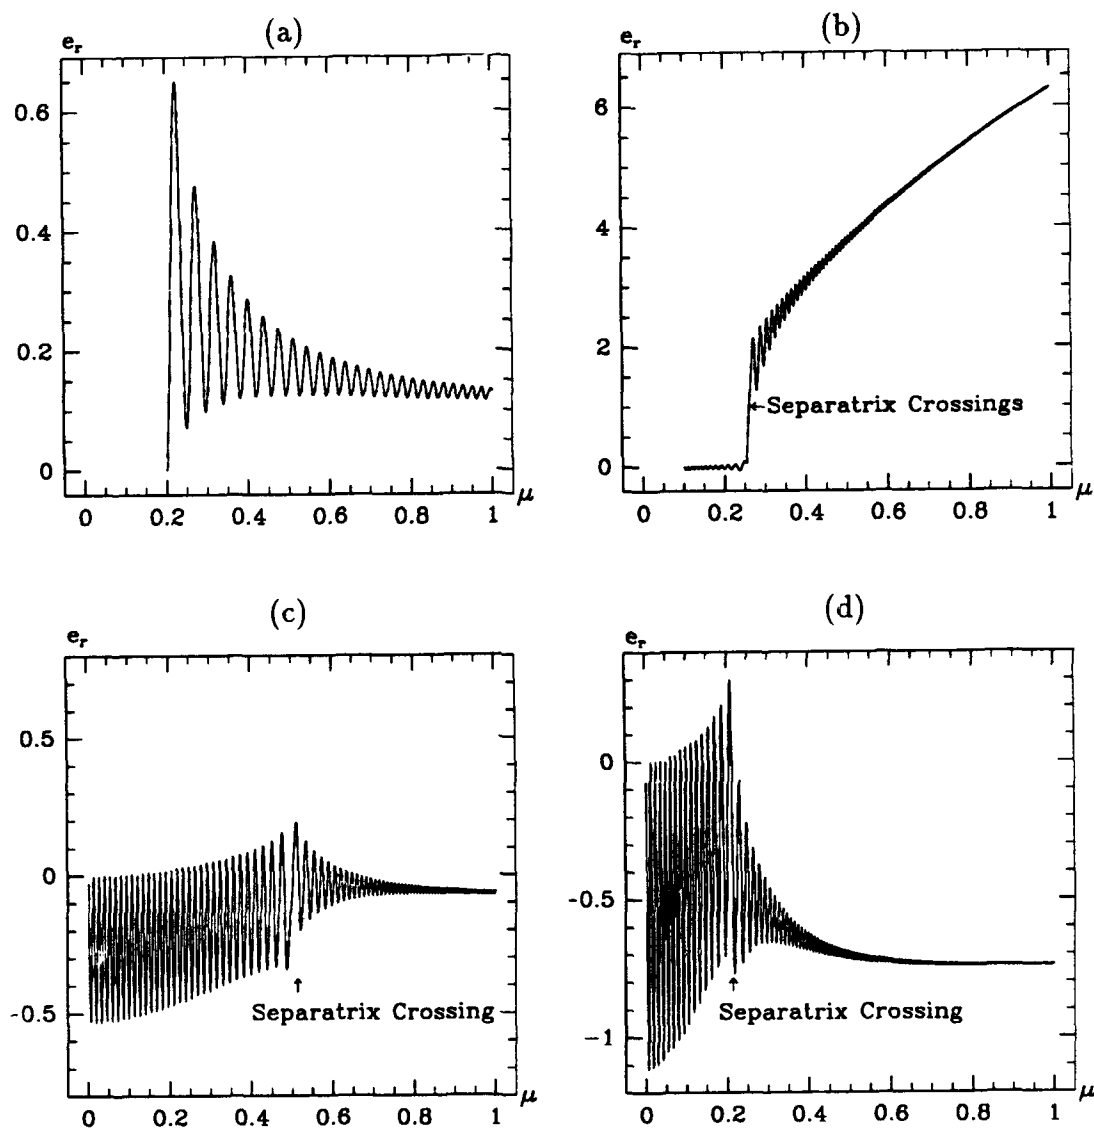 (a)
e_r
0.6
0.4
0.2
0
0 0.2 0.4 0.6 0.8 1
μ
(b)
e_r
6
4
2
0
←Separatrix Crossings
0 0.2 0.4 0.6 0.8 1
μ
(c)
e_r
0.5
0
-0.5
↑
Separatrix Crossing
0 0.2 0.4 0.6 0.8 1
μ
(d)
e_r
0
-0.5
-1
↑
Separatrix Crossing
0 0.2 0.4 0.6 0.8 1
μ